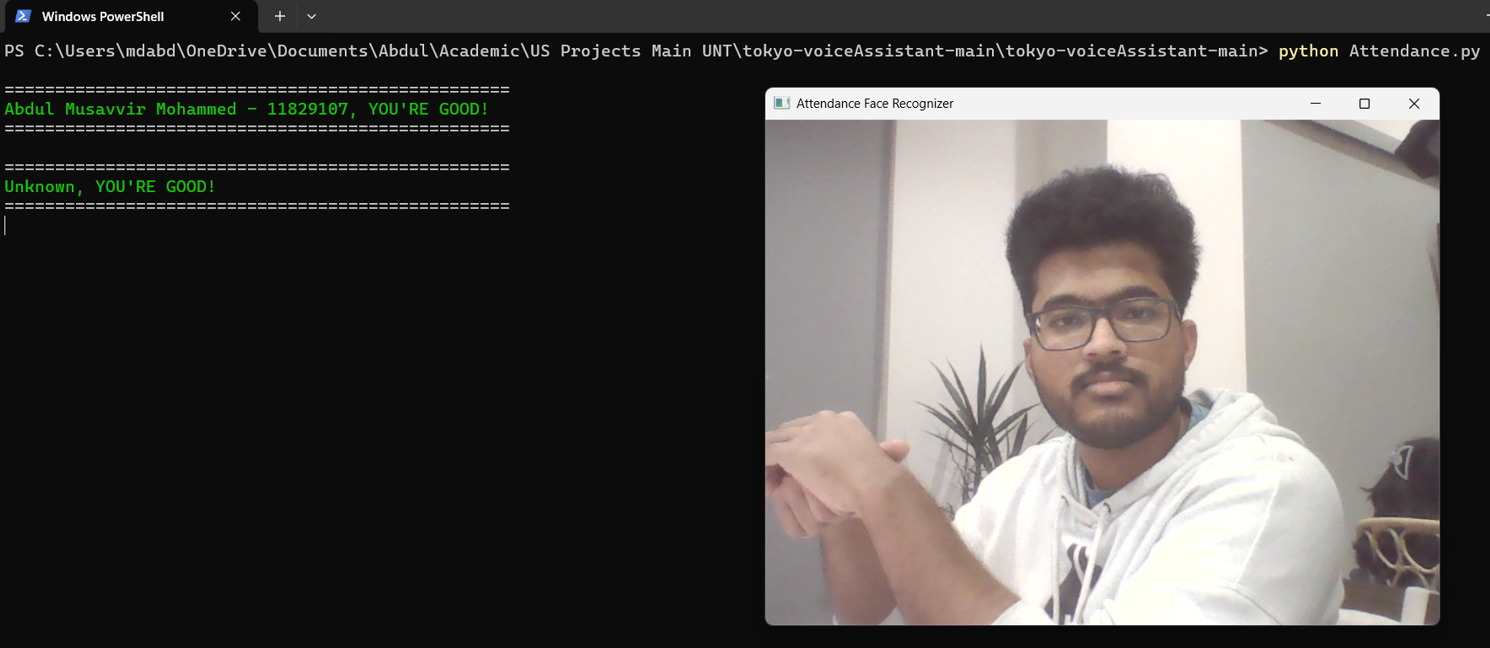 Windows PowerShell
PS C:\Users\mdabd\OneDrive\Documents\Abdul\Academic\US Projects Main UNT\tokyo-voiceAssistant-main\tokyo-voiceAssistant-main> python Attendance.py
==================================================
Abdul Musavvir Mohammed - 11829107, YOU'RE GOOD!
==================================================
==================================================
Unknown, YOU'RE GOOD!
==================================================
Attendance Face Recognizer